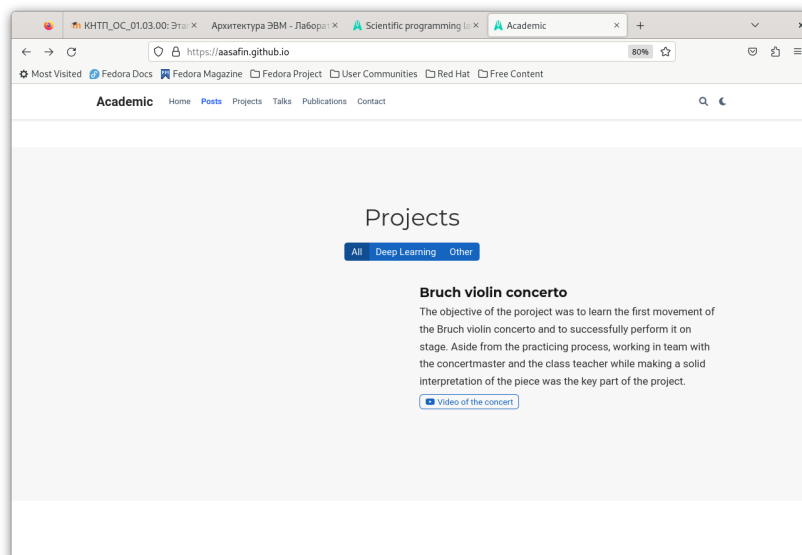 КНТП_ОС_01.03.00: Эта
Архитектура ЭВМ - Лабора
Scientific programming la
Academic
https://aasafin.github.io
80%
Most Visited Fedora Docs Fedora Magazine Fedora Project User Communities Red Hat Free Content
Academic Home Posts Projects Talks Publications Contact
Projects
All Deep Learning Other
Bruch violin concerto
The objective of the poroject was to learn the first movement of
the Bruch violin concerto and to successfully perform it on
stage. Aside from the practicing process, working in team with
the concertmaster and the class teacher while making a solid
interpretation of the piece was the key part of the project.
Video of the concert